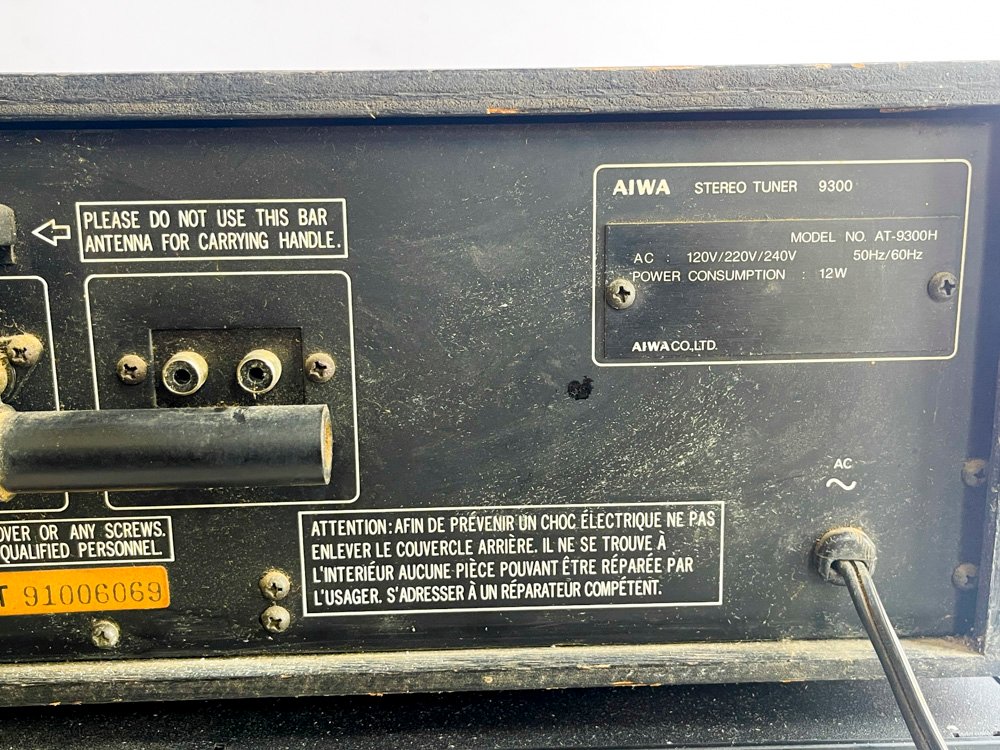 PLEASE DO NOT USE THIS BAR
ANTENNA FOR CARRYING HANDLE.
AIWA STEREO TUNER 9300
MODEL NO. AT-9300H
AC : 120V/220V/240V 50Hz/60Hz
POWER CONSUMPTION : 12W
AIWA CO.,LTD.
AC
OVER OR ANY SCREWS.
QUALIFIED PERSONNEL.
T 91006069
ATTENTION: AFIN DE PRÉVENIR UN CHOC ÉLECTRIQUE NE PAS
ENLEVER LE COUVERCLE ARRIÈRE. IL NE SE TROUVE À
L'INTERIÉUR AUCUNE PIÈCE POUVANT ÊTRE RÉPARÉE PAR
L'USAGER. S'ADRESSER À UN RÉPARATEUR COMPÉTENT.